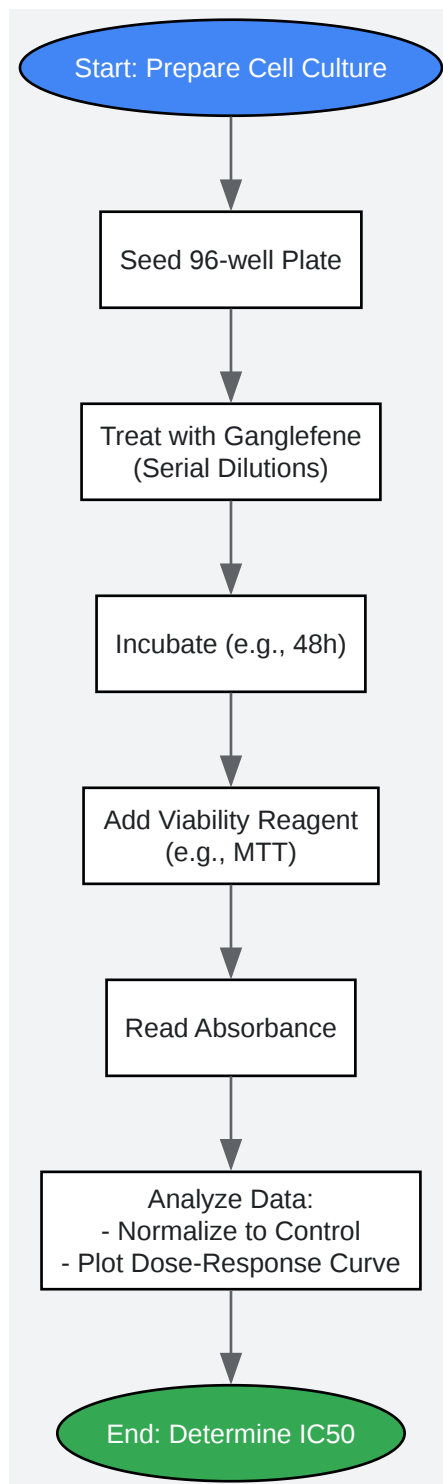 Start: Prepare Cell Culture
Seed 96-well Plate
Treat with Ganglefene
(Serial Dilutions)
Incubate (e.g., 48h)
Add Viability Reagent
(e.g., MTT)
Read Absorbance
Analyze Data:
- Normalize to Control
- Plot Dose-Response Curve
End: Determine IC50